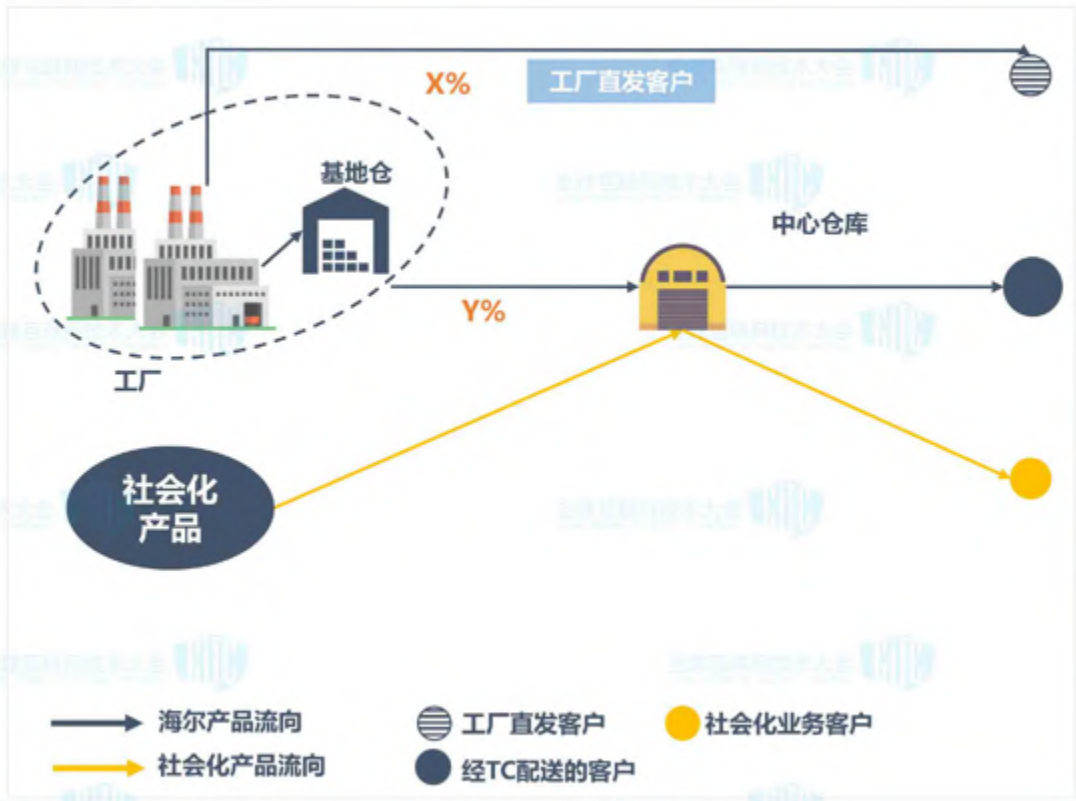 X%
工厂直发客户
基地仓
中心仓库
Y%
工厂
社会化
产品
海尔产品流向
工厂直发客户
社会化业务客户
社会化产品流向
经TC配送的客户